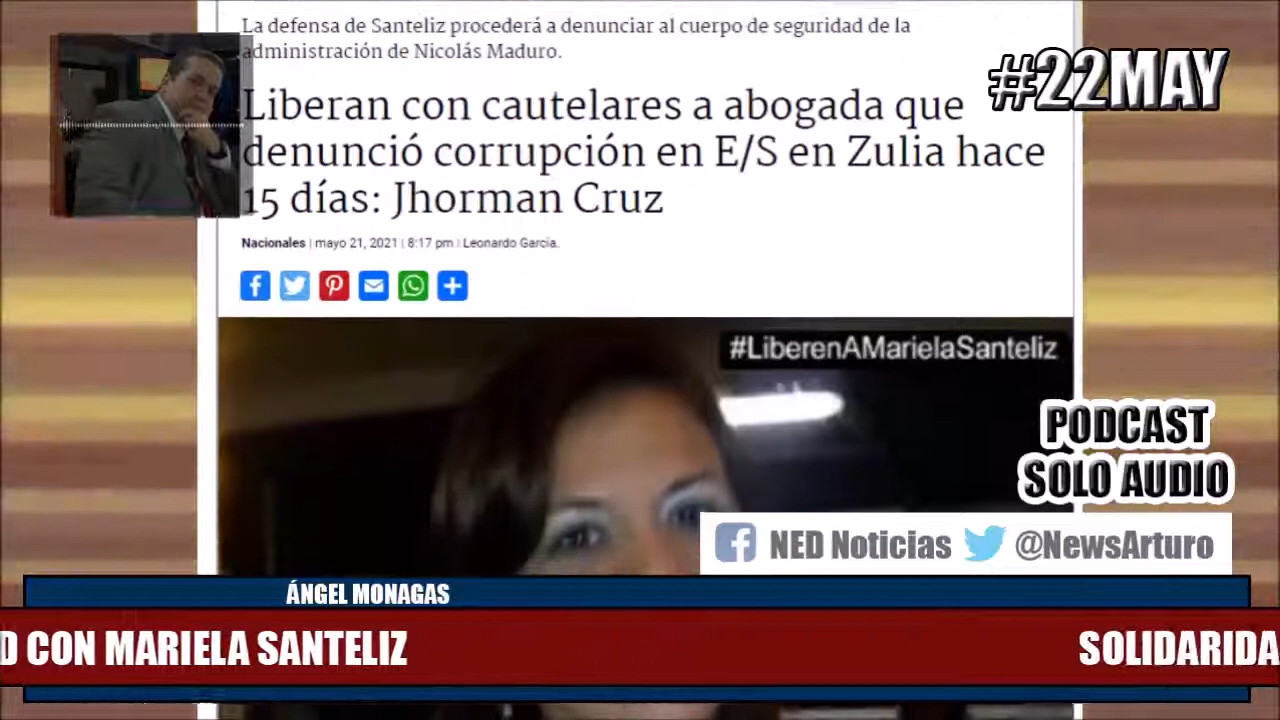 La defensa de Santeliz procederá a denunciar al cuerpo de seguridad de la
administración de Nicolás Maduro.
#22MAY
Liberan con cautelares a abogada que
denunció corrupción en E/S en Zulia hace
15 días: Jhorman Cruz
Nacionales | mayo 21, 2021 | 8:17 pm | Leonardo García.
#LiberenAMarielaSanteliz
PODCAST
SOLO AUDIO
NED Noticias @NewsArturo
ÁNGEL MONAGAS
D CON MARIELA SANTELIZ SOLIDARIDA